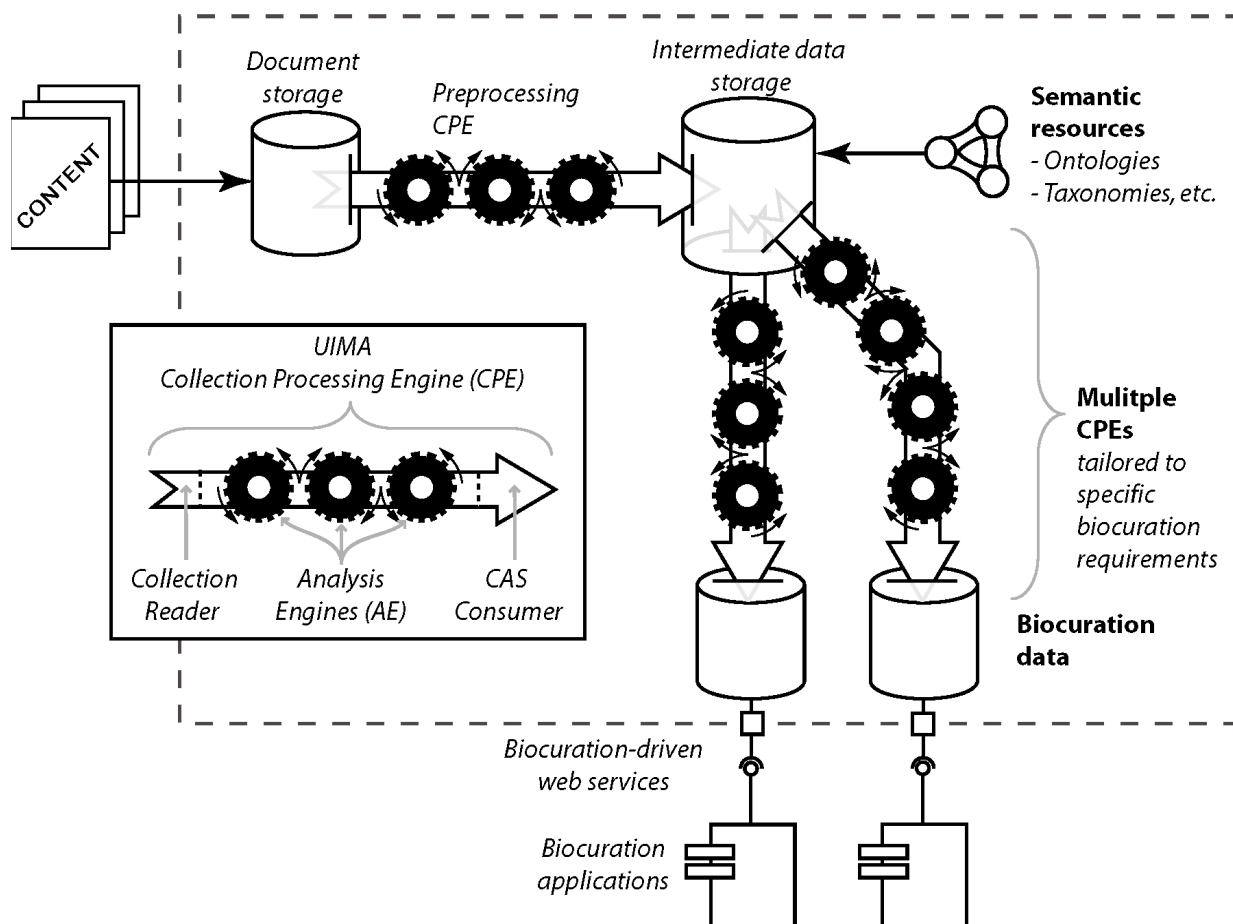 Document
storage
Preprocessing
CPE
Intermediate data
storage
Semantic
resources
- Ontologies
- Taxonomies, etc.
CONTENT
UIMA
Collection Processing Engine (CPE)
Collection
Reader
Analysis
Engines (AE)
CAS
Consumer
Mulitple
CPEs
tailored to
specific
biocuration
requirements
Biocuration
data
Biocuration-driven
web services
Biocuration
applications